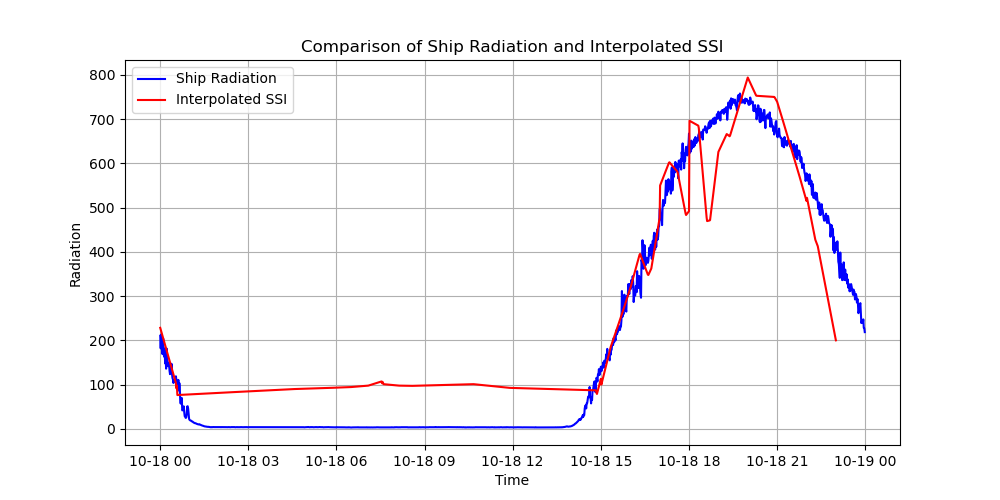 Comparison of Ship Radiation and Interpolated SSI
Ship Radiation
Interpolated SSI
Radiation
800
700
600
500
400
300
200
100
0
10-18 00 10-18 03 10-18 06 10-18 09 10-18 12 10-18 15 10-18 18 10-18 21 10-19 00
Time